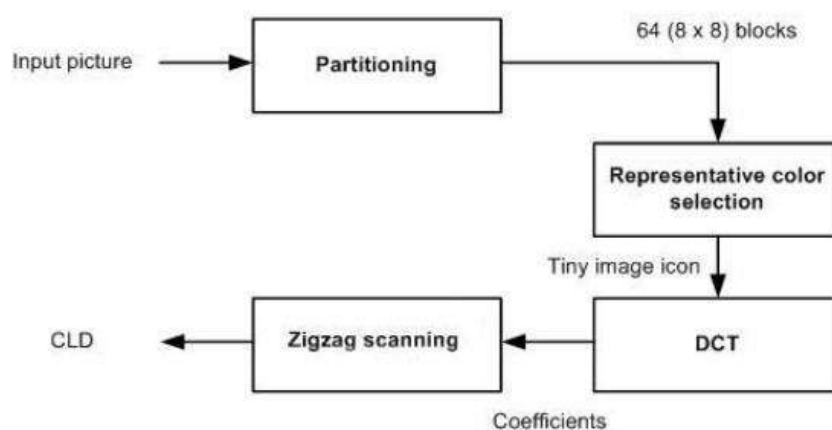 64 (8 x 8) blocks
Input picture
Partitioning
Representative color
selection
Tiny image icon
DCT
Zigzag scanning
CLD
Coefficients